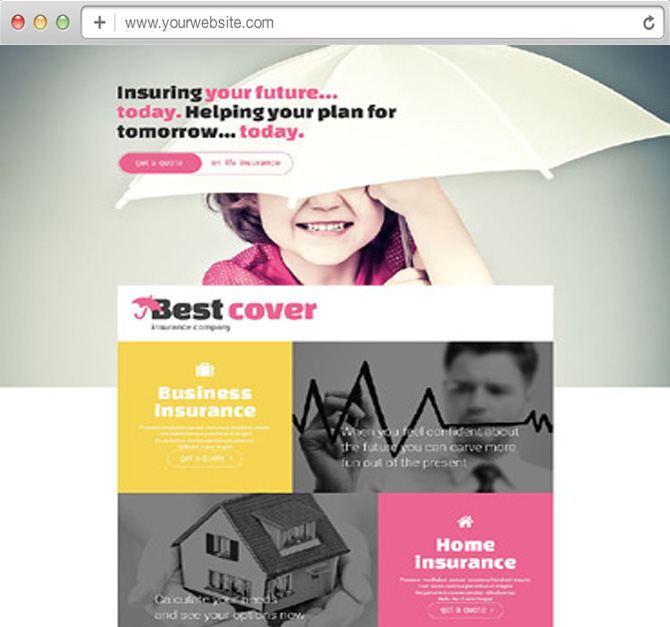 www.yourwebsite.com
Insuring your future...
today. Helping your plan for
tomorrow... today.
get a quote on life insurance
Best cover
insurance company
Business
insurance
get a quote
When you feel confident about
the future you can carve more
fun out of the present
Home
insurance
get a quote
Calculate your needs
and see your options now